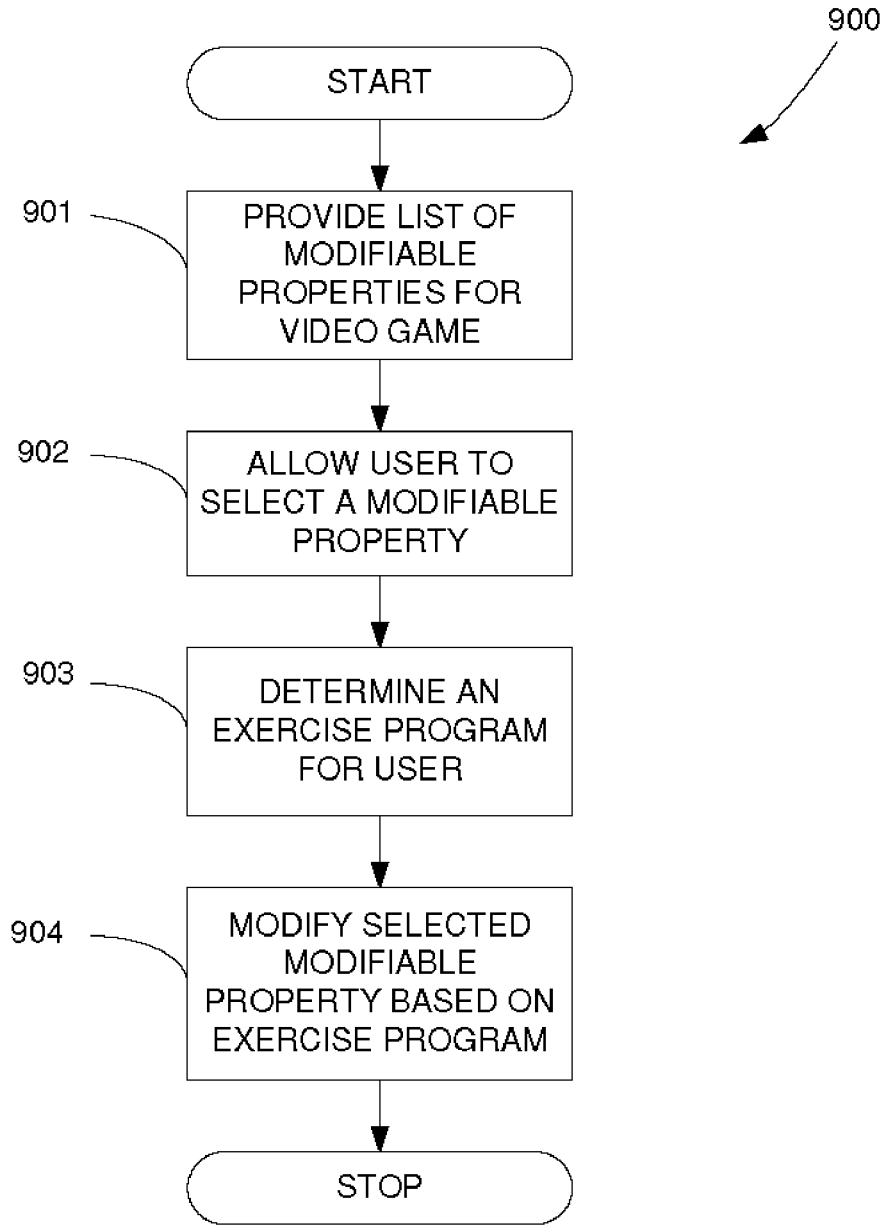 900
START
901
PROVIDE LIST OF
MODIFIABLE
PROPERTIES FOR
VIDEO GAME
902
ALLOW USER TO
SELECT A MODIFIABLE
PROPERTY
903
DETERMINE AN
EXERCISE PROGRAM
FOR USER
904
MODIFY SELECTED
MODIFIABLE
PROPERTY BASED ON
EXERCISE PROGRAM
STOP